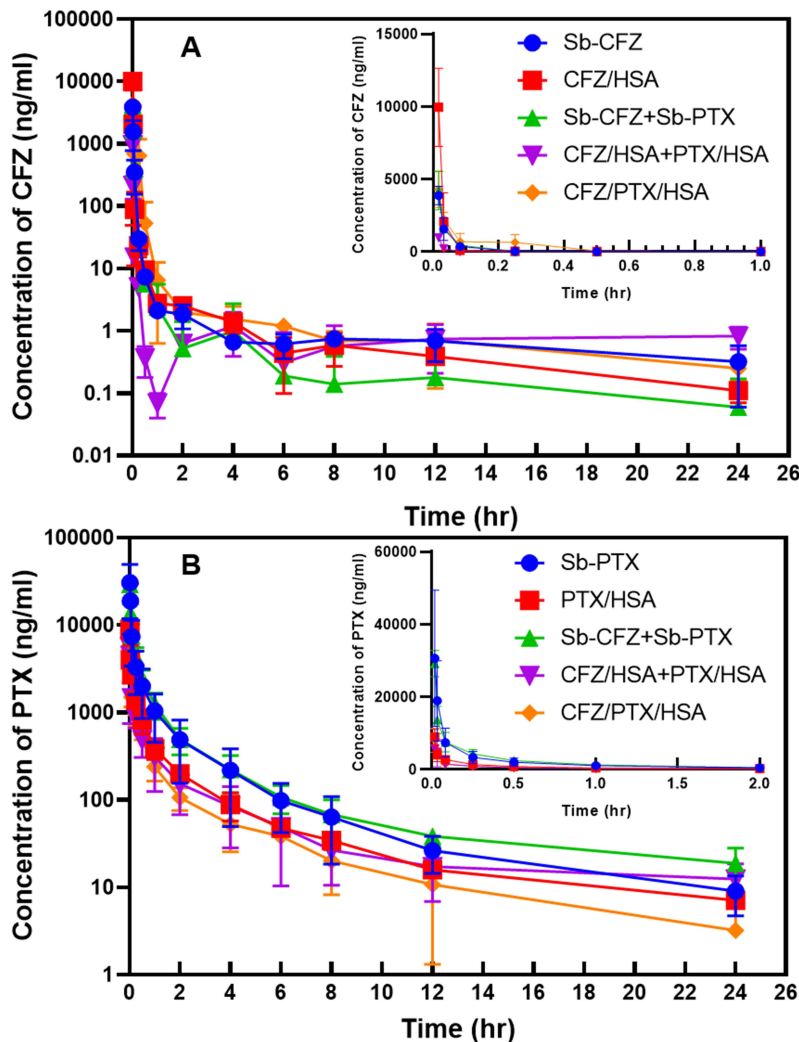 A
Concentration of CFZ (ng/ml)
100000
10000
1000
100
10
1
0.1
0.01
0 2 4 6 8 10 12 14 16 18 20 22 24 26
Time (hr)
Concentration of CFZ (ng/ml)
15000
10000
5000
0
0.0 0.2 0.4 0.6 0.8 1.0
Time (hr)
Sb-CFZ
CFZ/HSA
Sb-CFZ+Sb-PTX
CFZ/HSA+PTX/HSA
CFZ/PTX/HSA
B
Concentration of PTX (ng/ml)
100000
10000
1000
100
10
1
0 2 4 6 8 10 12 14 16 18 20 22 24 26
Time (hr)
Concentration of PTX (ng/ml)
60000
40000
20000
0
0.0 0.5 1.0 1.5 2.0
Time (hr)
Sb-PTX
PTX/HSA
Sb-CFZ+Sb-PTX
CFZ/HSA+PTX/HSA
CFZ/PTX/HSA